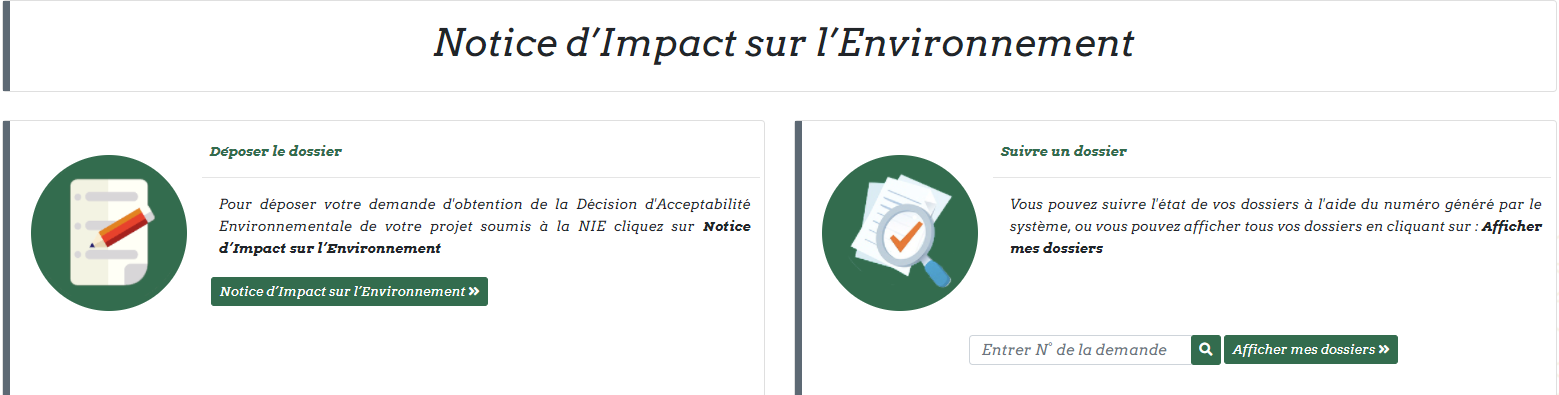 Notice d’Impact sur l’Environnement
Déposer le dossier
Pour déposer votre demande d'obtention de la Décision d'Acceptabilité
Environnementale de votre projet soumis à la NIE cliquez sur Notice
d’Impact sur l’Environnement
Notice d’Impact sur l’Environnement »
Suivre un dossier
Vous pouvez suivre l'état de vos dossiers à l'aide du numéro généré par le
système, ou vous pouvez afficher tous vos dossiers en cliquant sur : Afficher
mes dossiers
Entrer N° de la demande
Afficher mes dossiers »